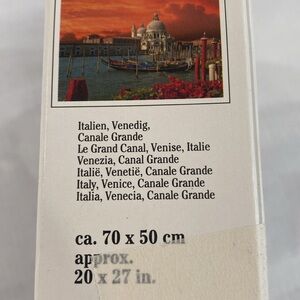 Italien, Venedig,
Canale Grande
Le Grand Canal, Venise, Italie
Venezia, Canal Grande
Italië, Venetië, Canale Grande
Italy, Venice, Canale Grande
Italia, Venecia, Canale Grande
ca. 70 x 50 cm
approx.
20 x 27 in.